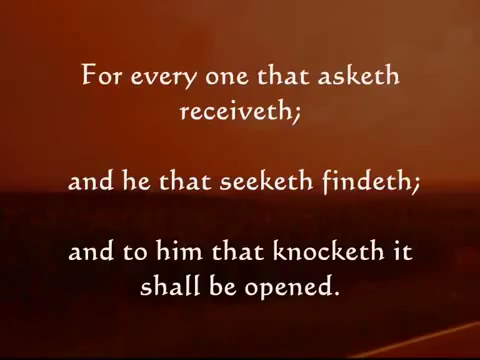 For every one that asketh
receiveth;
and he that seeketh findeth;
and to him that knocketh it
shall be opened.